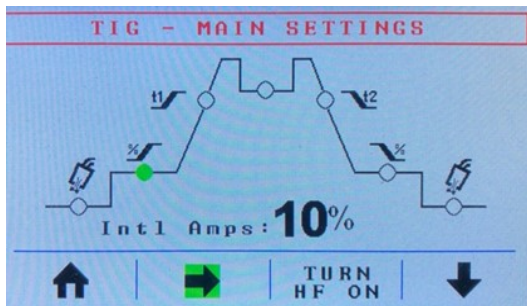 TIG - MAIN SETTINGS
t1
t2
%
%
Intl Amps: 10%
TURN
HF ON